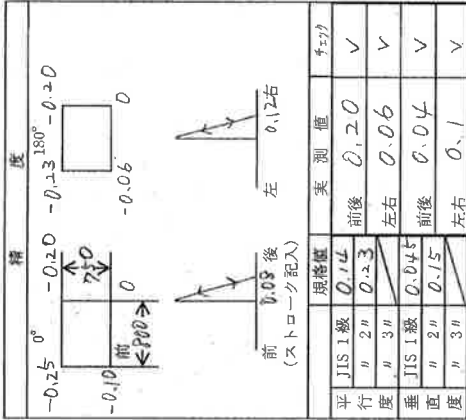 精度
0° 180°
-0.25 -0.20 -0.23 -0.20
750
-0.10 前 0 -0.06 0
800
前 0.08 後 左 0.12 右
(ストローク記入)
規格値 実測値 チェック
平行度 JIS 1級 0.14 前後 0.20 V
〃 2〃 0.23 左右 0.06 V
〃 3〃
垂直度 JIS 1級 0.045 前後 0.04 V
〃 2〃 0.15 左右 0.1 V
〃 3〃